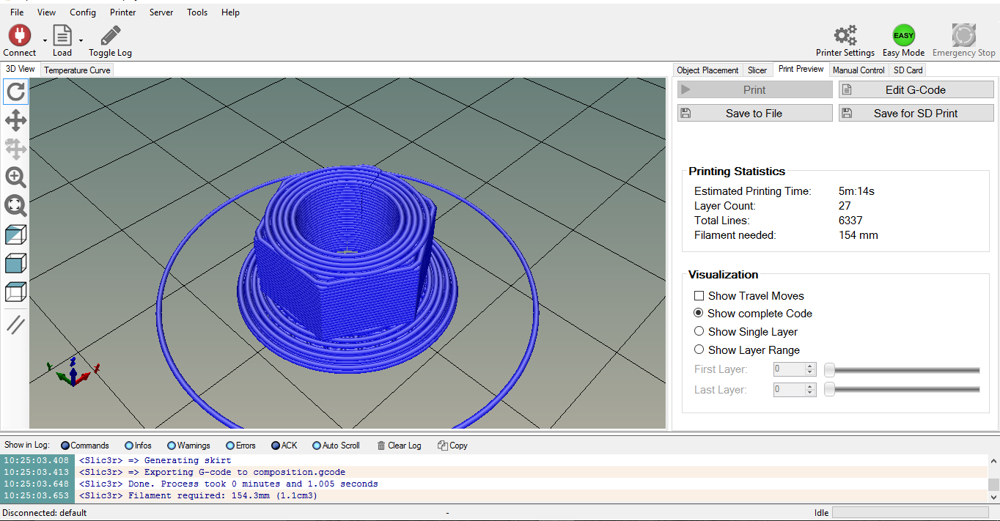 File View Config Printer Server Tools Help
Connect Load Toggle Log EASY Printer Settings Easy Mode Emergency Stop
3D View Temperature Curve
Object Placement Slicer Print Preview Manual Control SD Card
Print Edit G-Code
Save to File Save for SD Print
Printing Statistics
Estimated Printing Time: 5m:14s
Layer Count: 27
Total Lines: 6337
Filament needed: 154 mm
Visualization
Show Travel Moves
Show complete Code
Show Single Layer
Show Layer Range
First Layer: 0
Last Layer: 0
Y Z X
Show in Log: Commands Infos Warnings Errors ACK Auto Scroll Clear Log Copy
10:25:03.408 <Slic3r> => Generating skirt
10:25:03.413 <Slic3r> => Exporting G-code to composition.gcode
10:25:03.648 <Slic3r> Done. Process took 0 minutes and 1.005 seconds
10:25:03.653 <Slic3r> Filament required: 154.3mm (1.1cm3)
Disconnected: default - Idle